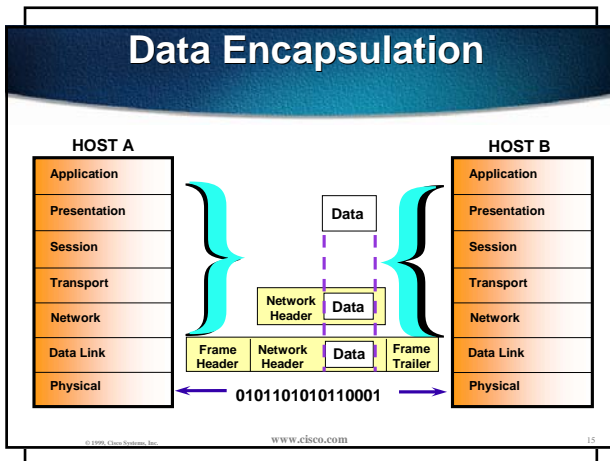 Data Encapsulation
HOST A
HOST B
Application
Presentation
Session
Transport
Network
Data Link
Physical
Data
Network Header
Data
Frame Header
Network Header
Data
Frame Trailer
0101101010110001
Application
Presentation
Session
Transport
Network
Data Link
Physical
© 1999, Cisco Systems, Inc.
www.cisco.com
15